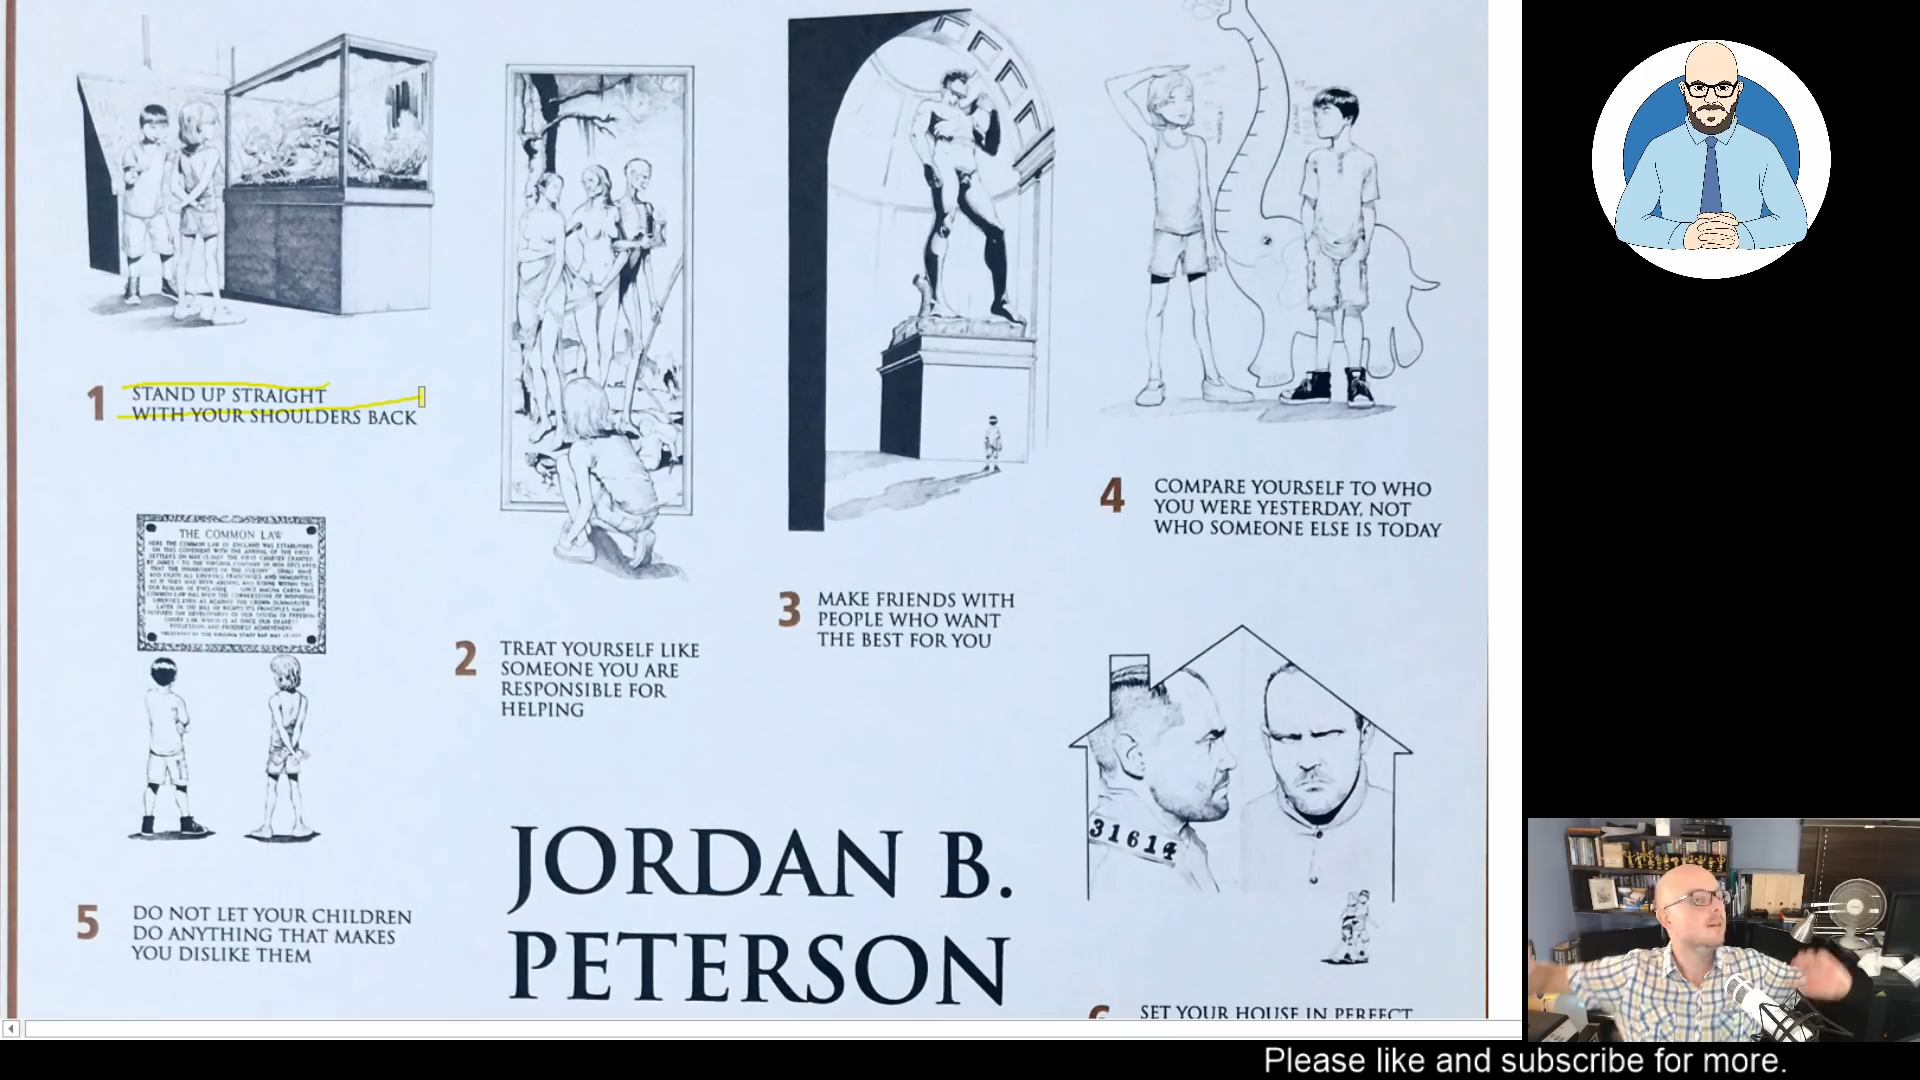 1
STAND UP STRAIGHT
WITH YOUR SHOULDERS BACK
2
TREAT YOURSELF LIKE
SOMEONE YOU ARE
RESPONSIBLE FOR
HELPING
3
MAKE FRIENDS WITH
PEOPLE WHO WANT
THE BEST FOR YOU
4
COMPARE YOURSELF TO WHO
YOU WERE YESTERDAY, NOT
WHO SOMEONE ELSE IS TODAY
THE COMMON LAW
5
DO NOT LET YOUR CHILDREN
DO ANYTHING THAT MAKES
YOU DISLIKE THEM
JORDAN B.
PETERSON
31614
6
SET YOUR HOUSE IN PERFECT
Please like and subscribe for more.